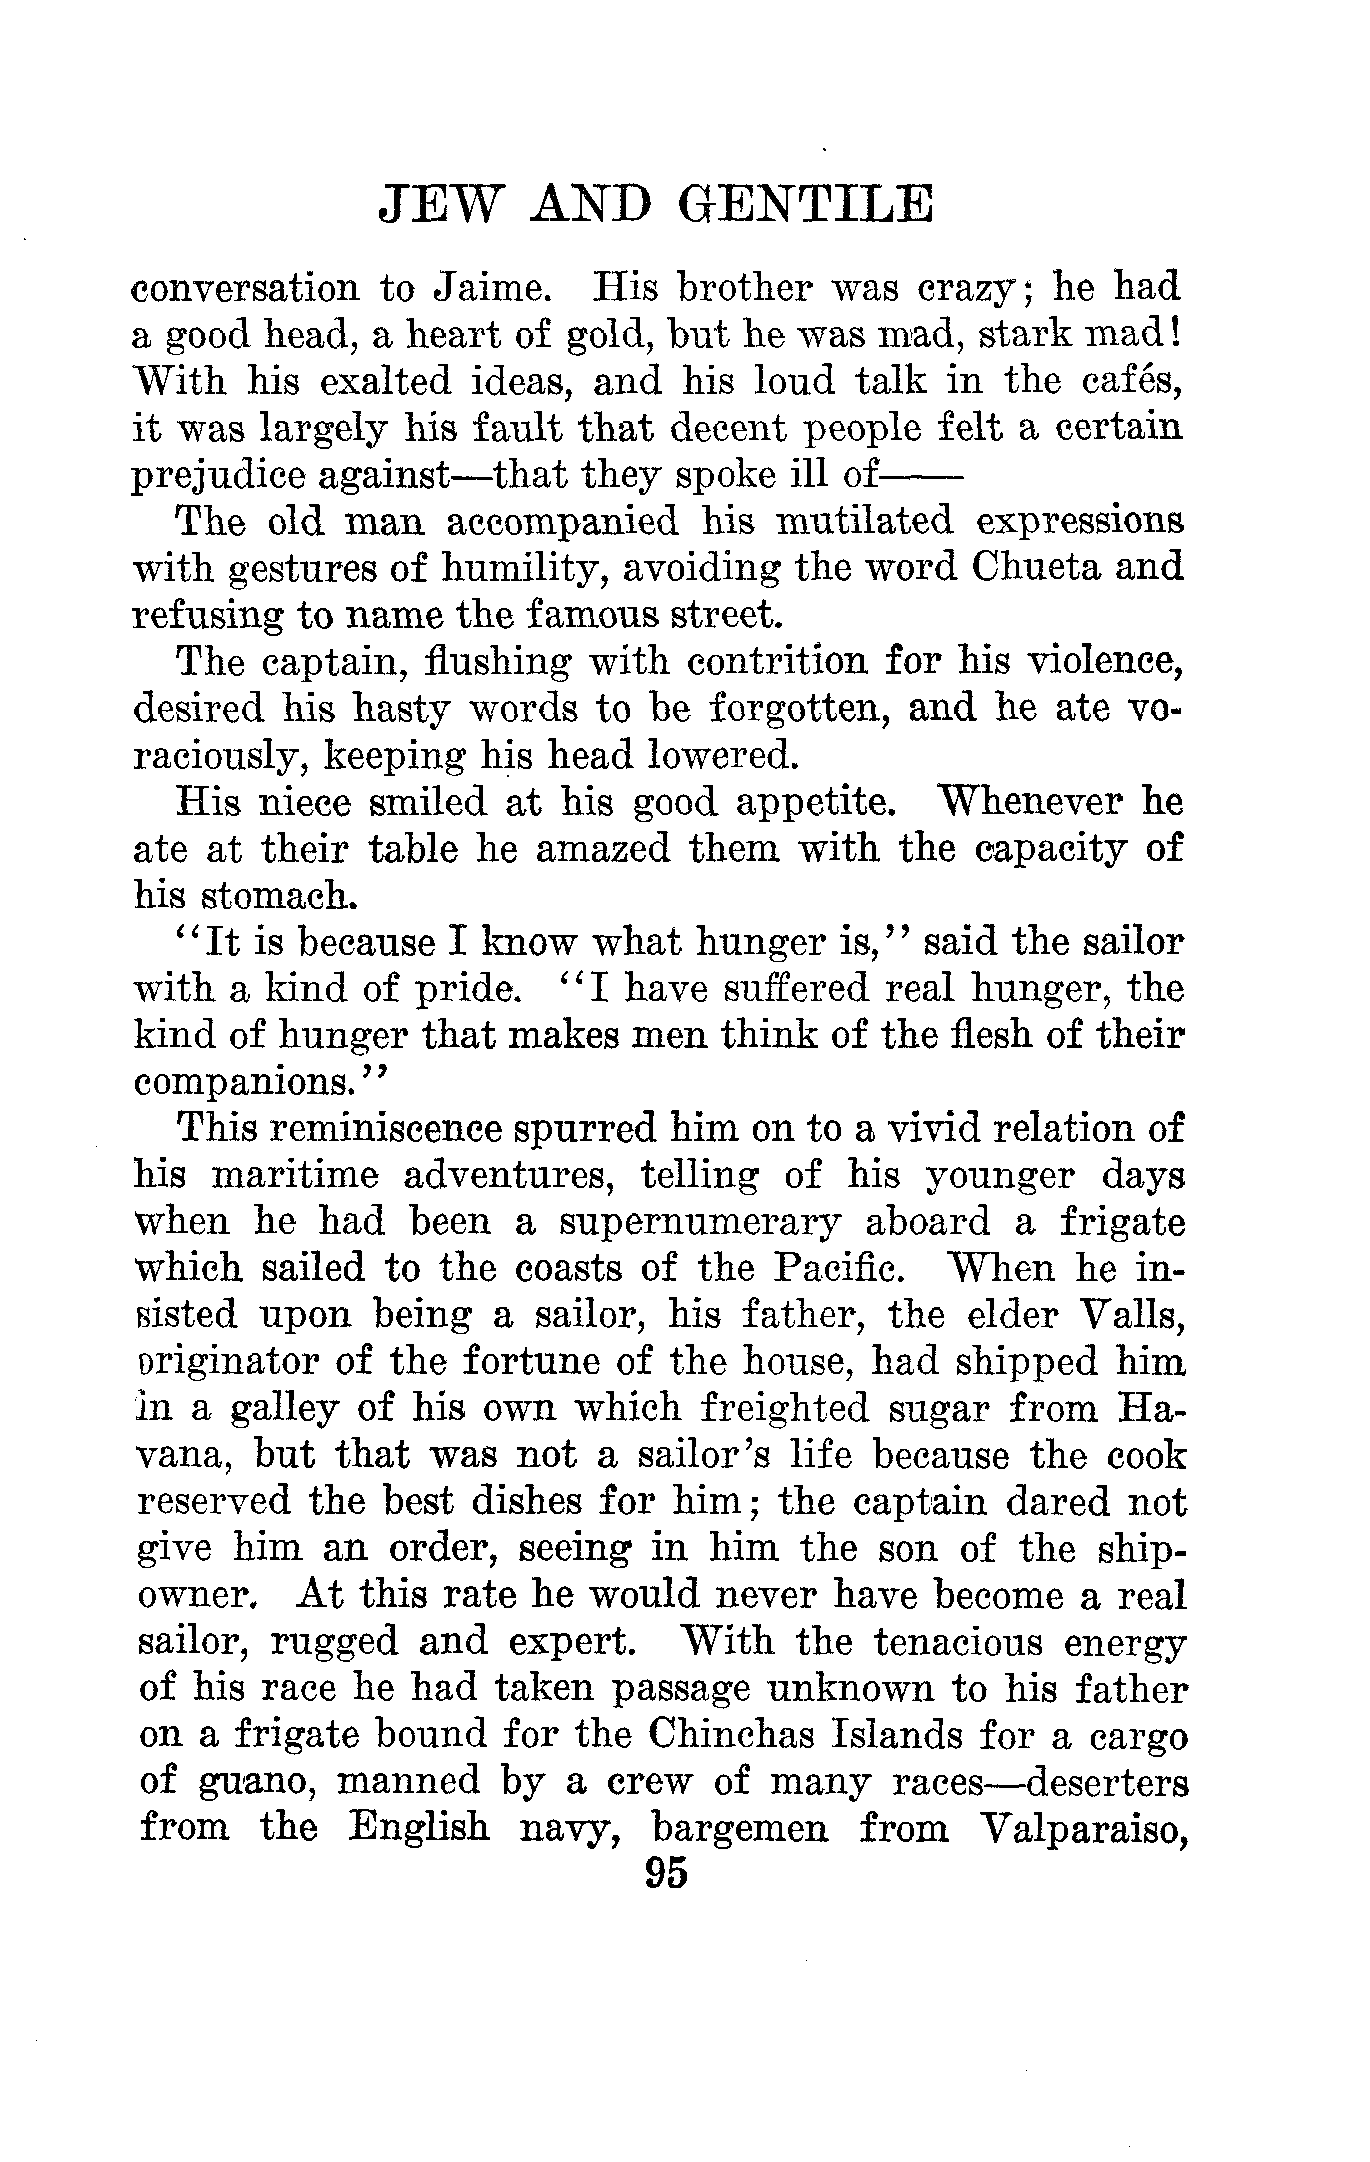 JEW AND GENTILE
conversation to Jaime. His brother was crazy; he had
a good head, a heart of gold, but he was mad, stark mad!
With his exalted ideas, and his loud talk in the cafés,
it was largely his fault that decent people felt a certain
prejudice against—that they spoke ill of——
The old man accompanied his mutilated expressions
with gestures of humility, avoiding the word Chueta and
refusing to name the famous street.
The captain, flushing with contrition for his violence,
desired his hasty words to be forgotten, and he ate vo-
raciously, keeping his head lowered.
His niece smiled at his good appetite. Whenever he
ate at their table he amazed them with the capacity of
his stomach.
"It is because I know what hunger is," said the sailor
with a kind of pride. "I have suffered real hunger, the
kind of hunger that makes men think of the flesh of their
companions."
This reminiscence spurred him on to a vivid relation of
his maritime adventures, telling of his younger days
when he had been a supernumerary aboard a frigate
which sailed to the coasts of the Pacific. When he in-
sisted upon being a sailor, his father, the elder Valls,
originator of the fortune of the house, had shipped him
in a galley of his own which freighted sugar from Ha-
vana, but that was not a sailor's life because the cook
reserved the best dishes for him; the captain dared not
give him an order, seeing in him the son of the ship-
owner. At this rate he would never have become a real
sailor, rugged and expert. With the tenacious energy
of his race he had taken passage unknown to his father
on a frigate bound for the Chinchas Islands for a cargo
of guano, manned by a crew of many races—deserters
from the English navy, bargemen from Valparaiso,
95